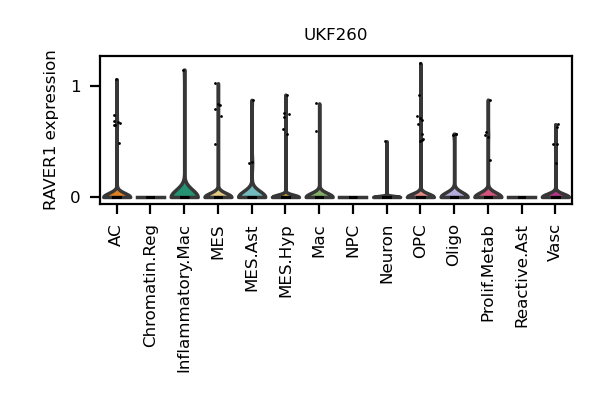 UKF260
RAVER1 expression
1
0
AC
Chromatin.Reg
Inflammatory.Mac
MES
MES.Ast
MES.Hyp
Mac
NPC
Neuron
OPC
Oligo
Prolif.Metab
Reactive.Ast
Vasc